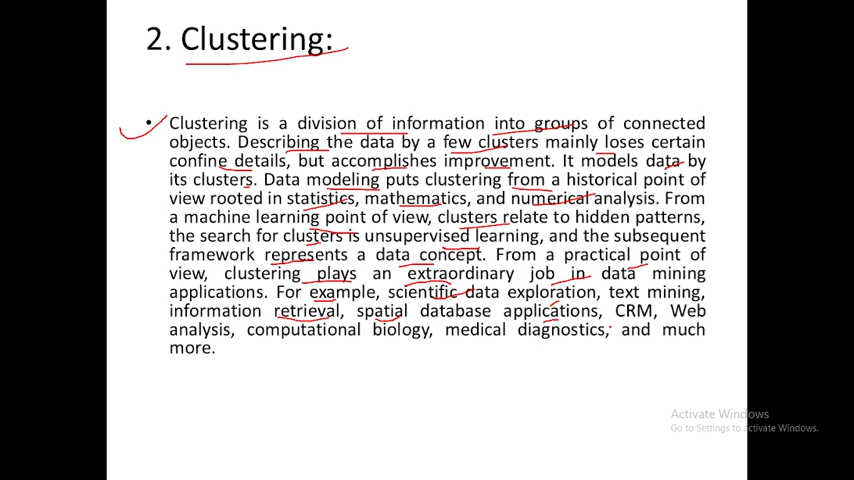 2. Clustering:
• Clustering is a division of information into groups of connected
objects. Describing the data by a few clusters mainly loses certain
confine details, but accomplishes improvement. It models data by
its clusters. Data modeling puts clustering from a historical point of
view rooted in statistics, mathematics, and numerical analysis. From
a machine learning point of view, clusters relate to hidden patterns,
the search for clusters is unsupervised learning, and the subsequent
framework represents a data concept. From a practical point of
view, clustering plays an extraordinary job in data mining
applications. For example, scientific data exploration, text mining,
information retrieval, spatial database applications, CRM, Web
analysis, computational biology, medical diagnostics, and much
more.
Activate Windows
Go to Settings to activate Windows.